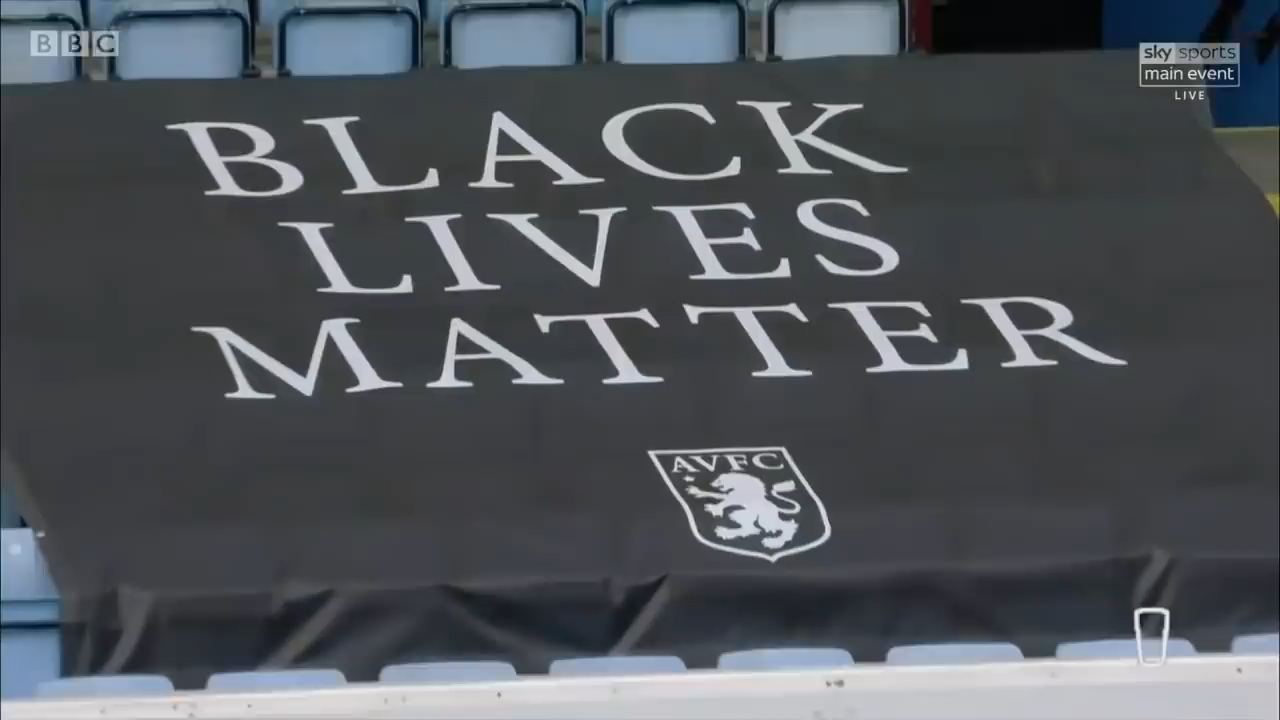 BBC
sky sports
main event
LIVE
BLACK
LIVES
MATTER
AVFC